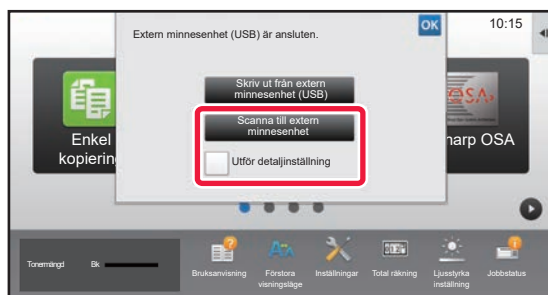 10:15
Extern minnesenhet (USB) är ansluten.
OK
Skriv ut från extern
minnesenhet (USB)
Scanna till extern
minnesenhet
Utför detaljinställning
Enkel
kopiering
harp OSA
Tonermängd
Bk
Bruksanvisning
Förstora
visningsläge
Inställningar
Total räkning
Ljusstyrka
inställning
Jobbstatus